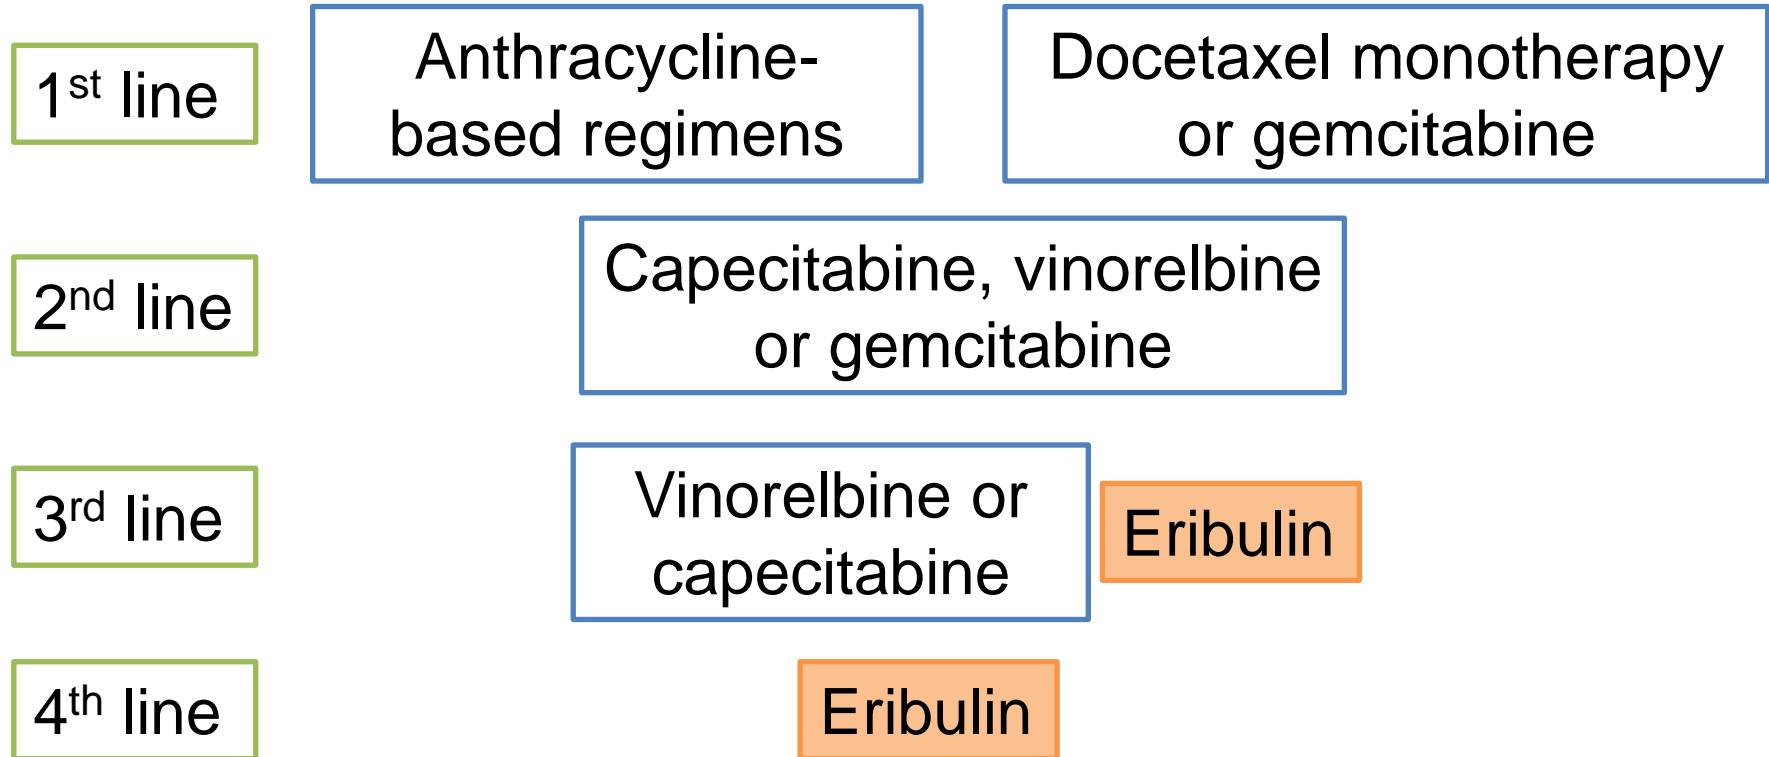 1st line
Anthracycline-
based regimens
Docetaxel monotherapy
or gemcitabine
2nd line
Capecitabine, vinorelbine
or gemcitabine
3rd line
Vinorelbine or
capecitabine
Eribulin
4th line
Eribulin